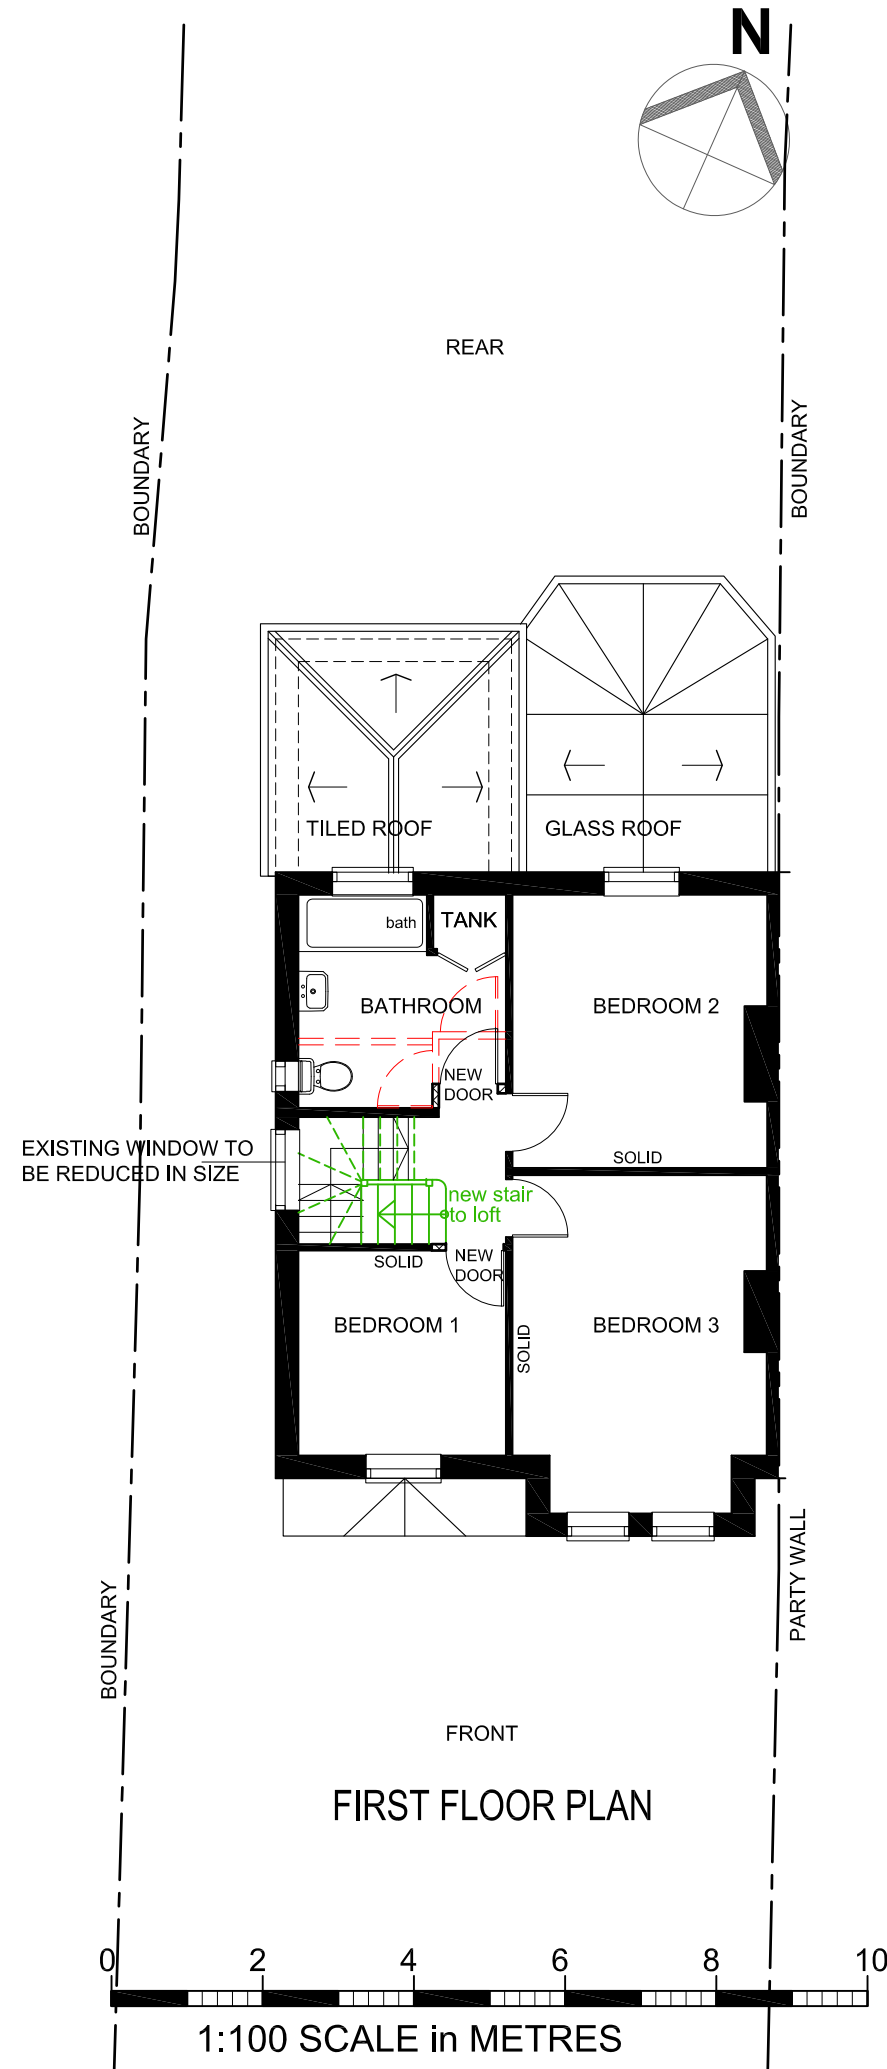 N
REAR
BOUNDARY
BOUNDARY
TILED ROOF
GLASS ROOF
bath
TANK
BATHROOM
BEDROOM 2
NEW
DOOR
EXISTING WINDOW TO
BE REDUCED IN SIZE
SOLID
new stair
to loft
SOLID
NEW
DOOR
BEDROOM 1
SOLID
BEDROOM 3
PARTY WALL
BOUNDARY
FRONT
FIRST FLOOR PLAN
0 2 4 6 8 10
1:100 SCALE in METRES